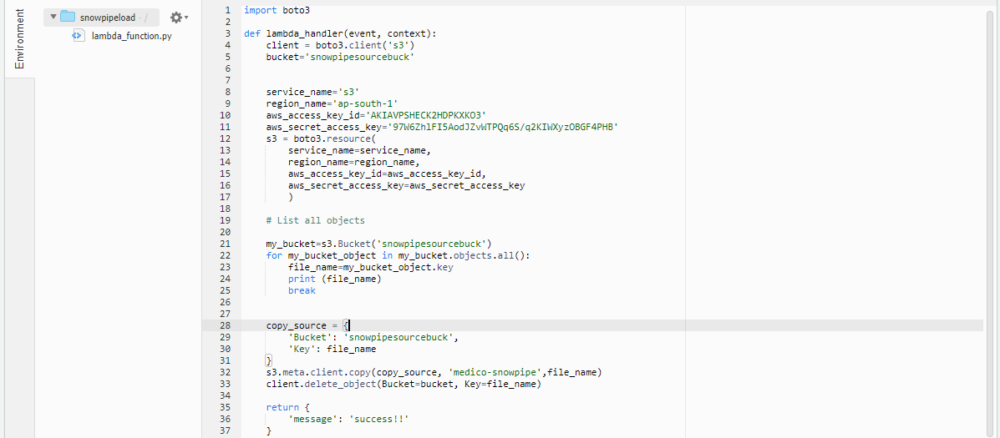 Environment
snowpipeload - /
lambda_function.py
1 import boto3
2
3 def lambda_handler(event, context):
4 client = boto3.client('s3')
5 bucket='snowpipesourcebuck'
6
7
8 service_name='s3'
9 region_name='ap-south-1'
10 aws_access_key_id='AKIAVPSHECK2HDPKXKO3'
11 aws_secret_access_key='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'
12 s3 = boto3.resource(
13 service_name=service_name,
14 region_name=region_name,
15 aws_access_key_id=aws_access_key_id,
16 aws_secret_access_key=aws_secret_access_key
17 )
18
19 # List all objects
20
21 my_bucket=s3.Bucket('snowpipesourcebuck')
22 for my_bucket_object in my_bucket.objects.all():
23 file_name=my_bucket_object.key
24 print (file_name)
25 break
26
27
28 copy_source = {
29 'Bucket': 'snowpipesourcebuck',
30 'Key': file_name
31 }
32 s3.meta.client.copy(copy_source, 'medico-snowpipe',file_name)
33 client.delete_object(Bucket=bucket, Key=file_name)
34
35 return {
36 'message': 'success!!'
37 }